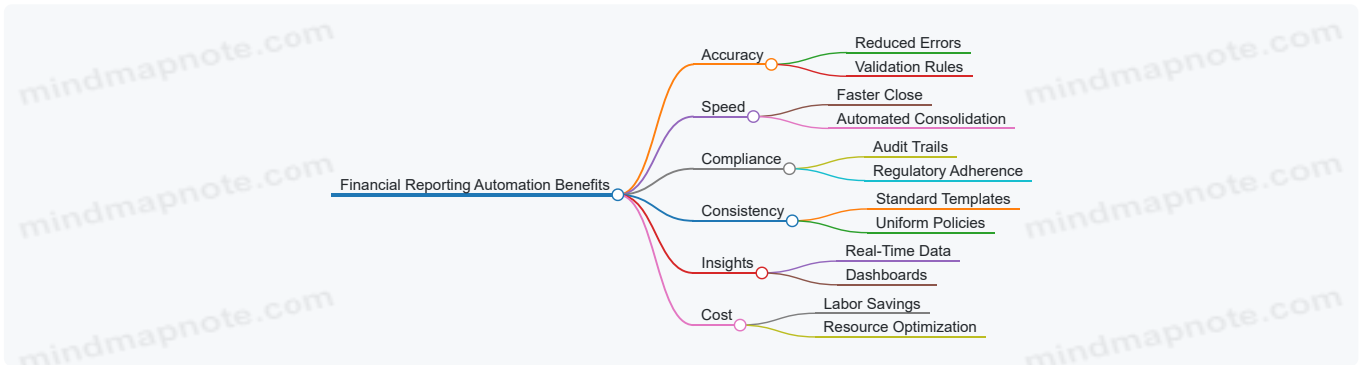 Financial Reporting Automation Benefits
Accuracy
Reduced Errors
Validation Rules
Speed
Faster Close
Automated Consolidation
Compliance
Audit Trails
Regulatory Adherence
Consistency
Standard Templates
Uniform Policies
Insights
Real-Time Data
Dashboards
Cost
Labor Savings
Resource Optimization
mindmapnote.com
mindmapnote.com
mindmapnote.com
mindmapnote.com
mindmapnote.com
mindmapnote.com